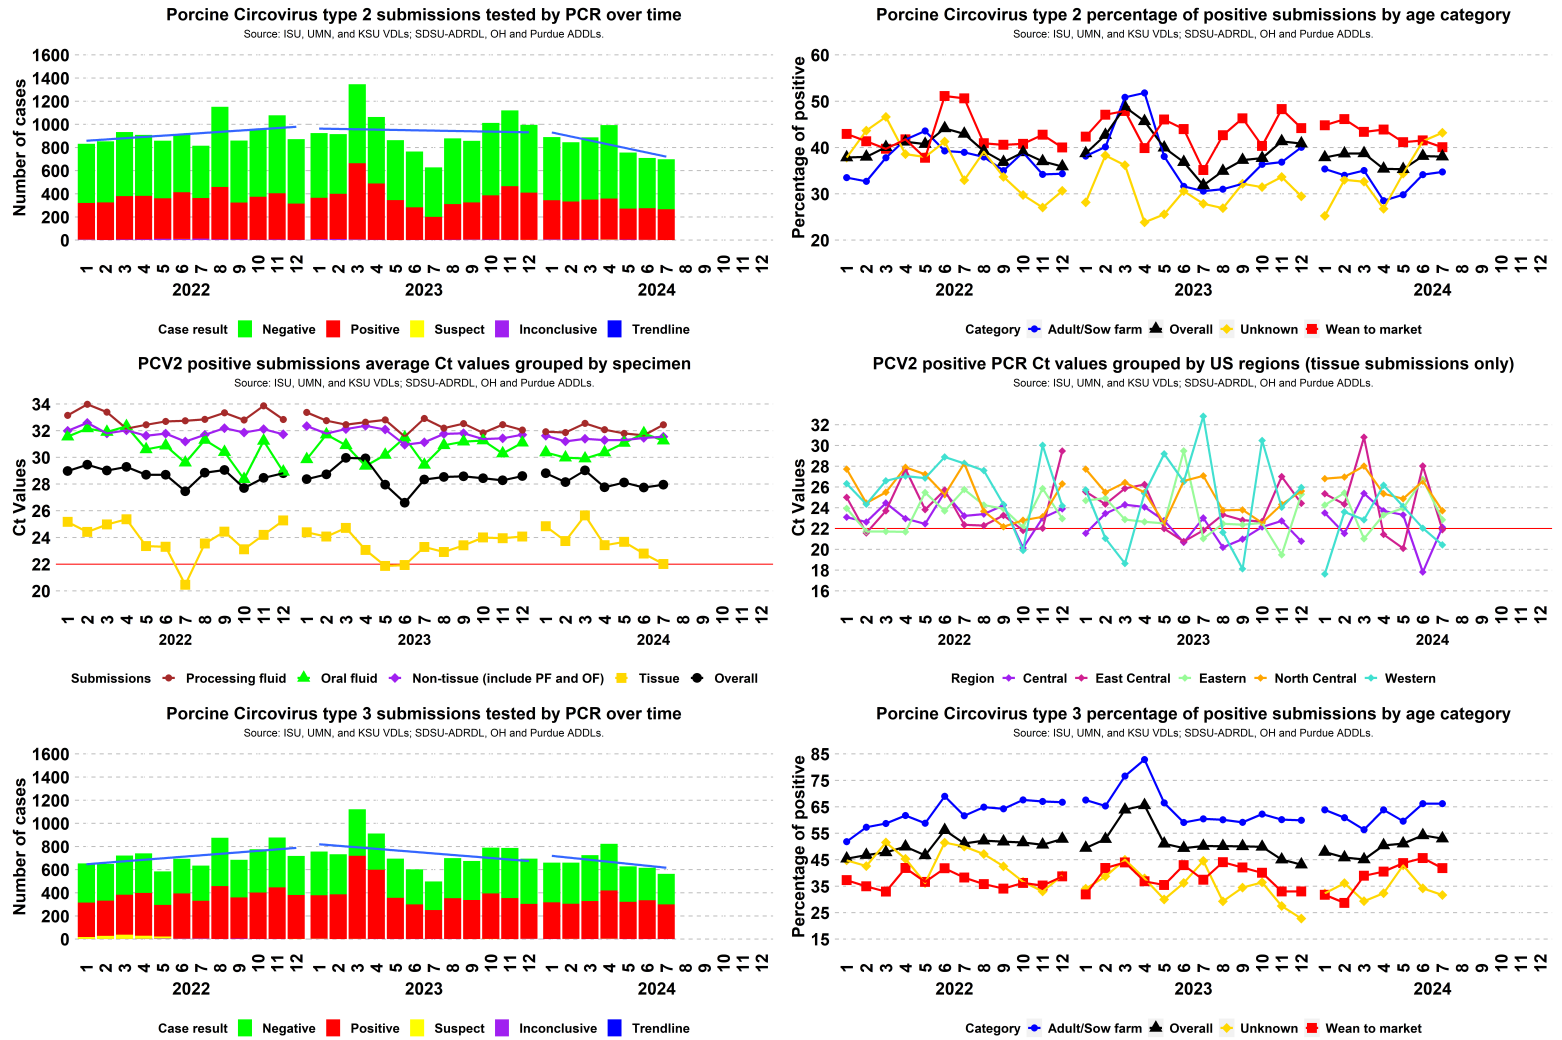 Porcine Circovirus type 2 submissions tested by PCR over time
Source: ISU, UMN, and KSU VDLs; SDSU-ADRDL, OH and Purdue ADDLs.
Number of cases
1600
1400
1200
1000
800
600
400
200
0
1 2 3 4 5 6 7 8 9 10 11 12 1 2 3 4 5 6 7 8 9 10 11 12 1 2 3 4 5 6 7 8 9 10 11 12
2022 2023 2024
Case result Negative Positive Suspect Inconclusive Trendline
Porcine Circovirus type 2 percentage of positive submissions by age category
Source: ISU, UMN, and KSU VDLs; SDSU-ADRDL, OH and Purdue ADDLs.
Percentage of positive
60
50
40
30
20
1 2 3 4 5 6 7 8 9 10 11 12 1 2 3 4 5 6 7 8 9 10 11 12 1 2 3 4 5 6 7 8 9 10 11 12
2022 2023 2024
Category Adult/Sow farm Overall Unknown Wean to market
PCV2 positive submissions average Ct values grouped by specimen
Source: ISU, UMN, and KSU VDLs; SDSU-ADRDL, OH and Purdue ADDLs.
Ct Values
34
32
30
28
26
24
22
20
1 2 3 4 5 6 7 8 9 10 11 12 1 2 3 4 5 6 7 8 9 10 11 12 1 2 3 4 5 6 7 8 9 10 11 12
2022 2023 2024
Submissions Processing fluid Oral fluid Non-tissue (include PF and OF) Tissue Overall
PCV2 positive PCR Ct values grouped by US regions (tissue submissions only)
Source: ISU, UMN, and KSU VDLs; SDSU-ADRDL, OH and Purdue ADDLs.
Ct Values
32
30
28
26
24
22
20
18
16
1 2 3 4 5 6 7 8 9 10 11 12 1 2 3 4 5 6 7 8 9 10 11 12 1 2 3 4 5 6 7 8 9 10 11 12
2022 2023 2024
Region Central East Central Eastern North Central Western
Porcine Circovirus type 3 submissions tested by PCR over time
Source: ISU, UMN, and KSU VDLs; SDSU-ADRDL, OH and Purdue ADDLs.
Number of cases
1600
1400
1200
1000
800
600
400
200
0
1 2 3 4 5 6 7 8 9 10 11 12 1 2 3 4 5 6 7 8 9 10 11 12 1 2 3 4 5 6 7 8 9 10 11 12
2022 2023 2024
Case result Negative Positive Suspect Inconclusive Trendline
Porcine Circovirus type 3 percentage of positive submissions by age category
Source: ISU, UMN, and KSU VDLs; SDSU-ADRDL, OH and Purdue ADDLs.
Percentage of positive
85
75
65
55
45
35
25
15
1 2 3 4 5 6 7 8 9 10 11 12 1 2 3 4 5 6 7 8 9 10 11 12 1 2 3 4 5 6 7 8 9 10 11 12
2022 2023 2024
Category Adult/Sow farm Overall Unknown Wean to market